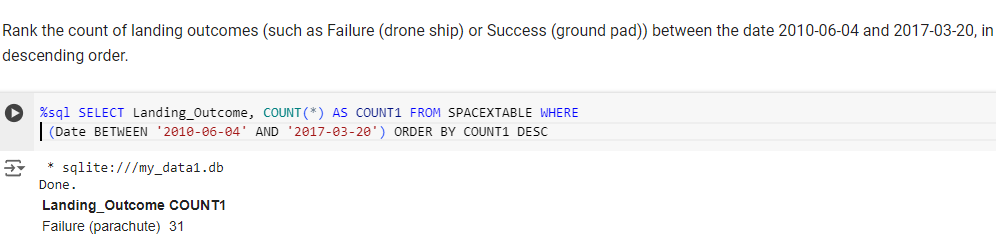 Rank the count of landing outcomes (such as Failure (drone ship) or Success (ground pad)) between the date 2010-06-04 and 2017-03-20, in
descending order.
%sql SELECT Landing_Outcome, COUNT(*) AS COUNT1 FROM SPACEXTABLE WHERE
(Date BETWEEN '2010-06-04' AND '2017-03-20') ORDER BY COUNT1 DESC
* sqlite:///my_data1.db
Done.
Landing_Outcome COUNT1
Failure (parachute) 31